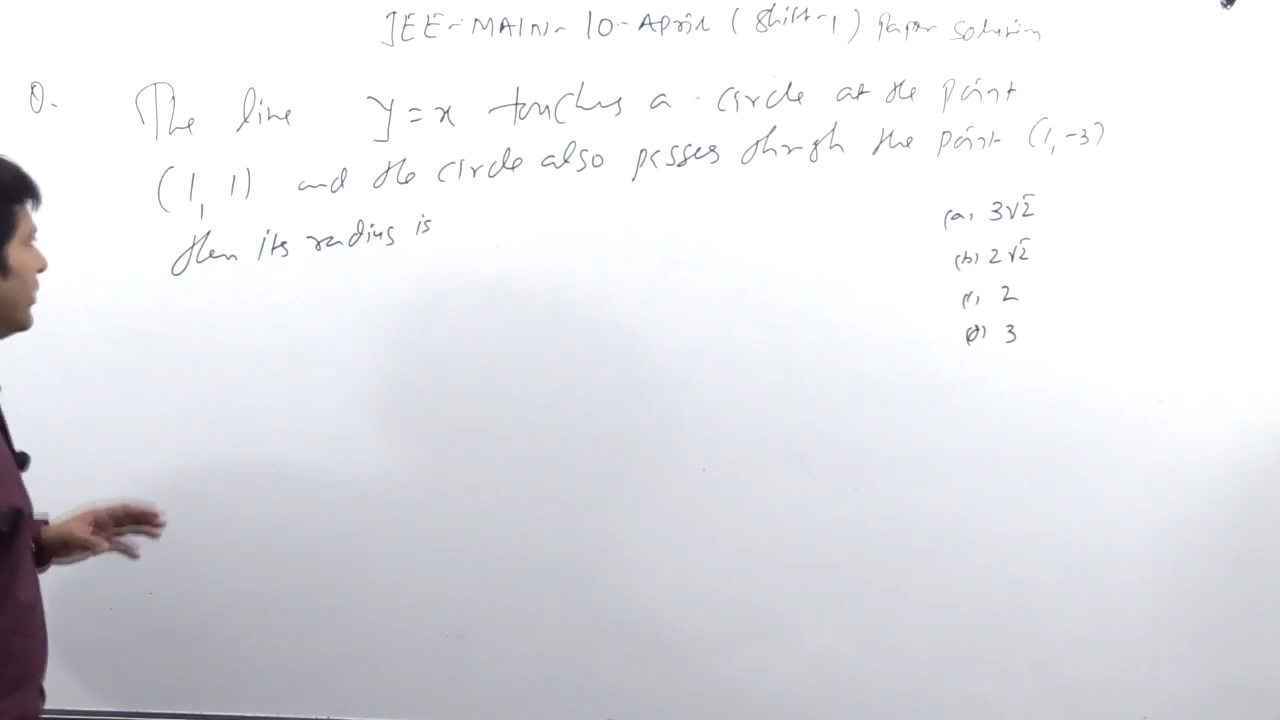 JEE-MAIN-10-April (Shift-1) Paper solution
Q. The line y=x touches a circle at the point
(1,1) and the circle also passes through the point (1,-3)
then its radius is
(a) 3√2
(b) 2√2
(c) 2
(d) 3